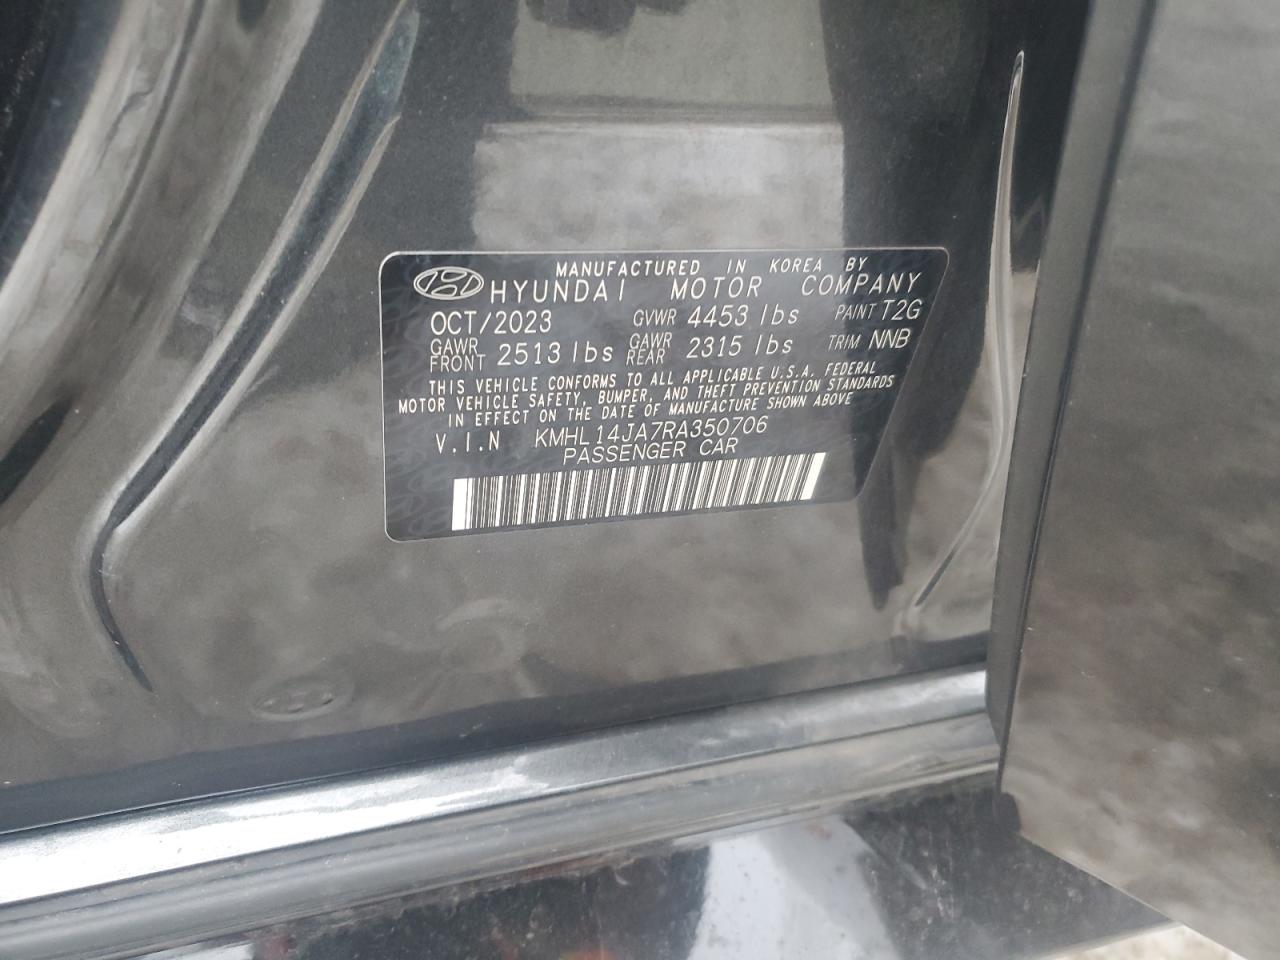 MANUFACTURED IN KOREA BY
HYUNDAI MOTOR COMPANY
OCT/2023 GVWR 4453 lbs PAINT T2G
GAWR FRONT 2513 lbs GAWR REAR 2315 lbs TRIM NNB
THIS VEHICLE CONFORMS TO ALL APPLICABLE U.S.A. FEDERAL
MOTOR VEHICLE SAFETY, BUMPER, AND THEFT PREVENTION STANDARDS
IN EFFECT ON THE DATE OF MANUFACTURE SHOWN ABOVE
V.I.N KMHL14JA7RA350706
PASSENGER CAR